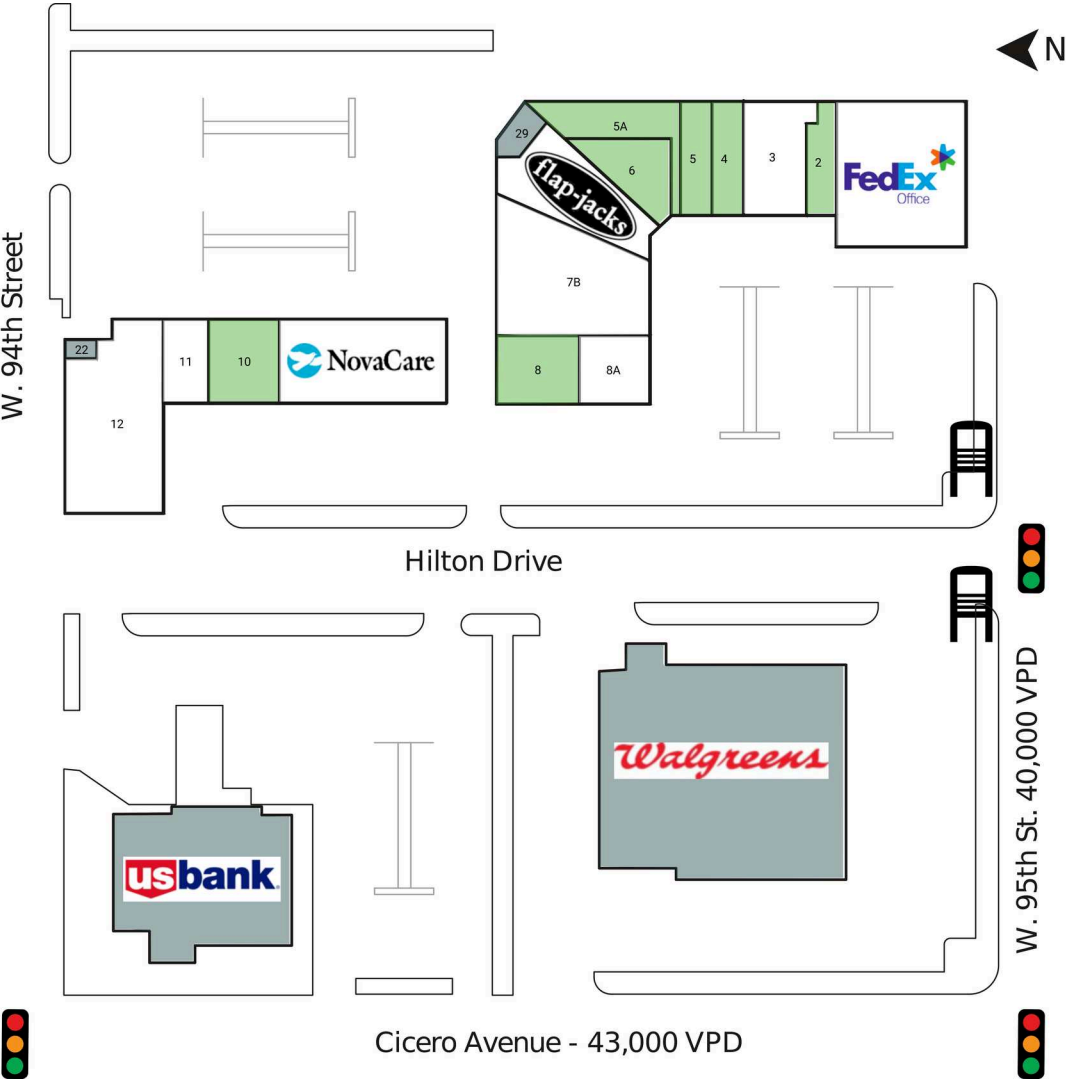 N
29
5A
6
5
4
3
2
FedEx
Office
flap-jacks
7B
8
8A
W. 94th Street
22
11
10
NovaCare
12
Hilton Drive
Walgreens
usbank.
W. 95th St. 40,000 VPD
Cicero Avenue - 43,000 VPD